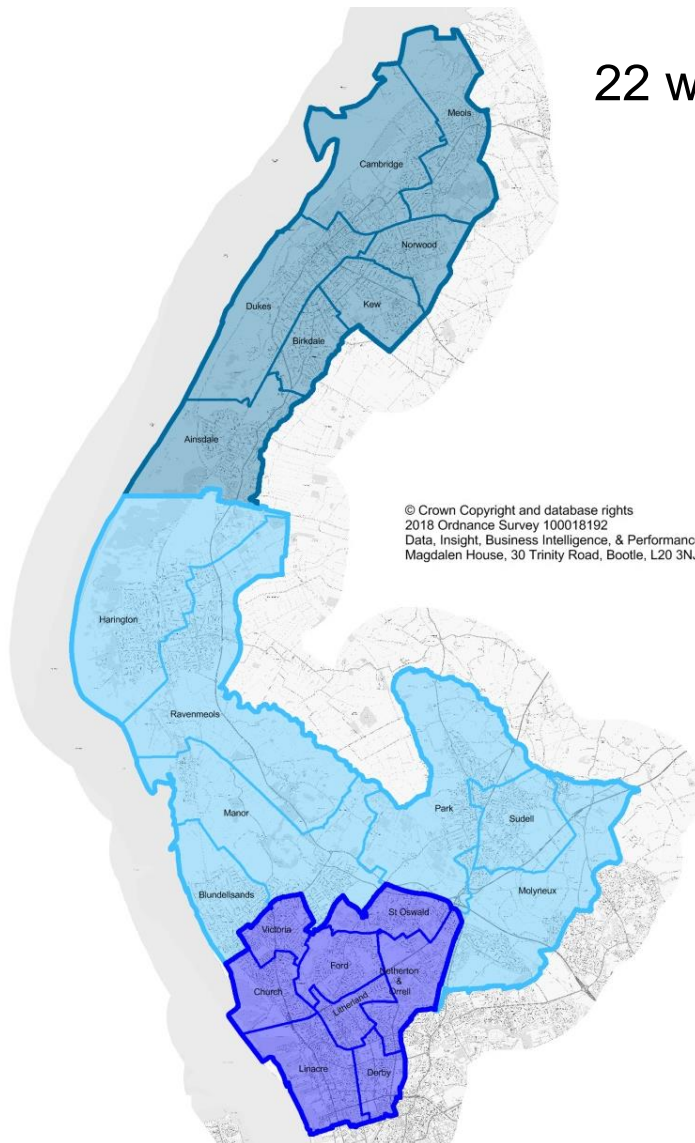 22 w
Meols
Cambridge
Norwood
Dukes
Kew
Birkdale
Ainsdale
© Crown Copyright and database rights
2018 Ordnance Survey 100018192
Data, Insight, Business Intelligence, & Performanc
Magdalen House, 30 Trinity Road, Bootle, L20 3NJ
Harington
Ravenmeols
Manor
Park
Sudell
Molyneux
Blundellsands
St Oswald
Victoria
Ford
Netherton
&
Orrell
Church
Litherland
Linacre
Derby